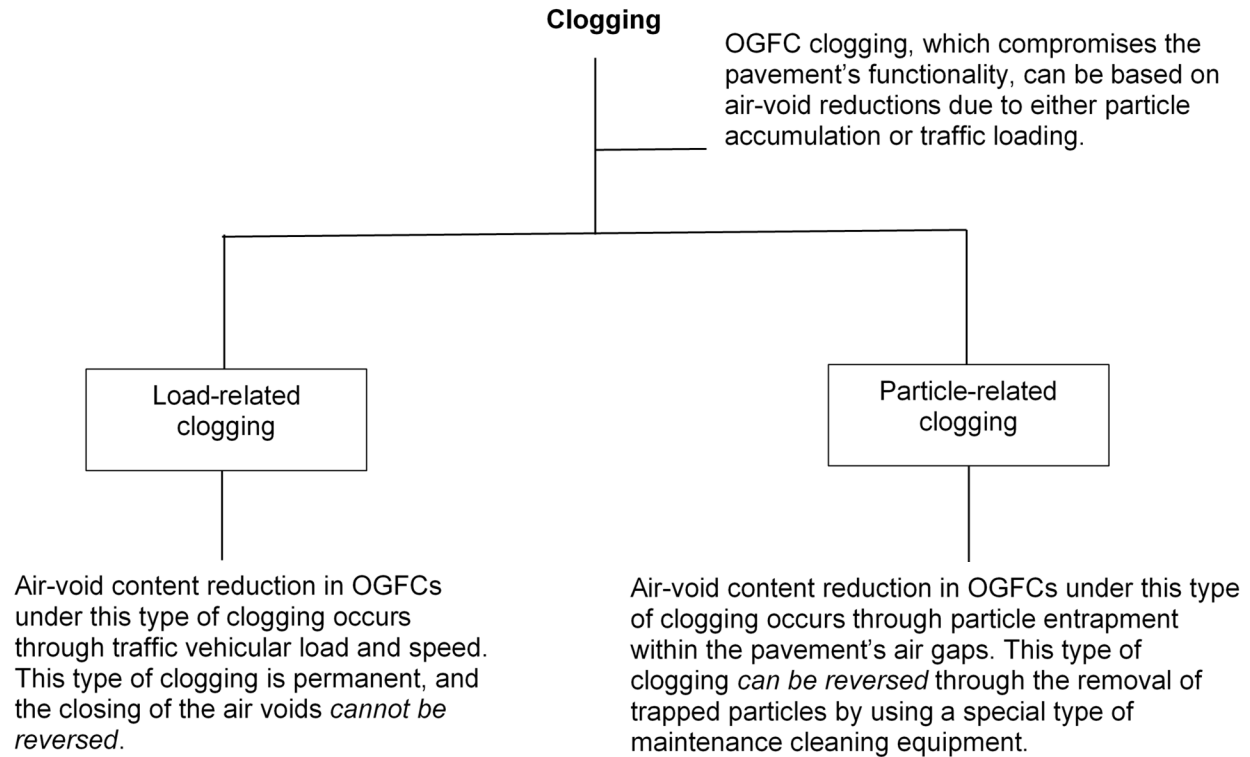 Clogging
OGFC clogging, which compromises the
pavement's functionality, can be based on
air-void reductions due to either particle
accumulation or traffic loading.
Load-related
clogging
Particle-related
clogging
Air-void content reduction in OGFCs
under this type of clogging occurs
through traffic vehicular load and speed.
This type of clogging is permanent, and
the closing of the air voids cannot be
reversed.
Air-void content reduction in OGFCs under this type
of clogging occurs through particle entrapment
within the pavement's air gaps. This type of
clogging can be reversed through the removal of
trapped particles by using a special type of
maintenance cleaning equipment.